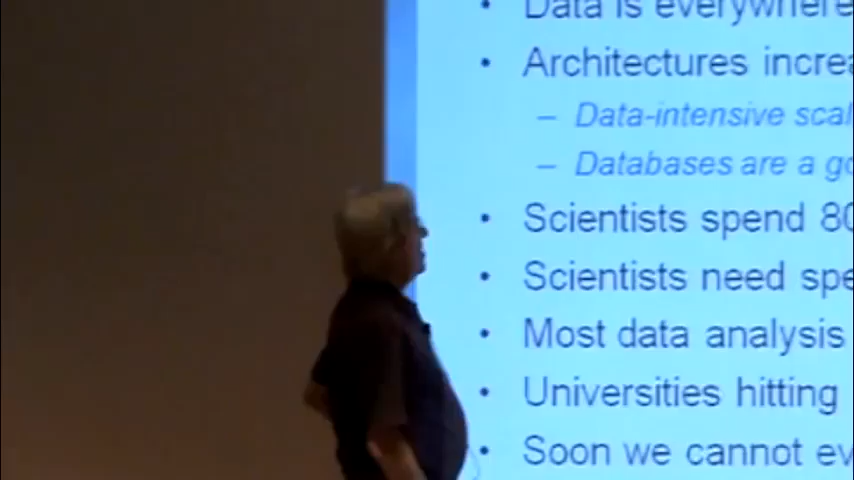 • Data is everywhere
• Architectures increa
– Data-intensive scal
– Databases are a go
• Scientists spend 80
• Scientists need spe
• Most data analysis
• Universities hitting
• Soon we cannot ev